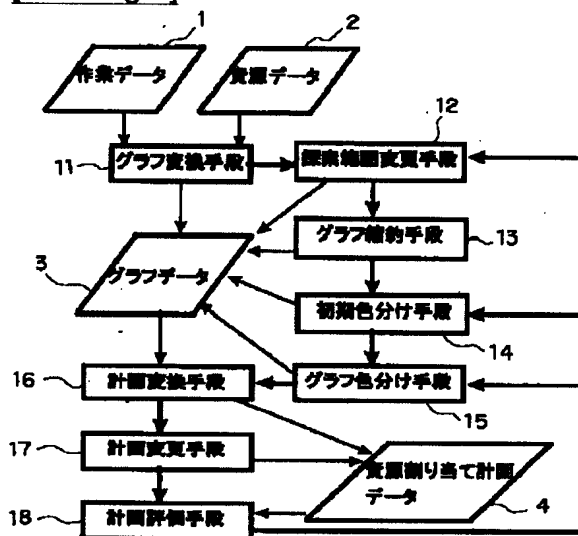 1
2
作業データ
資源データ
12
11
グラフ変換手段
探索範囲変更手段
グラフ縮約手段
13
3
グラフデータ
初期色分け手段
14
16
計画変換手段
グラフ色分け手段
15
17
計画変更手段
資源割り当て計画
データ
4
18
計画評価手段